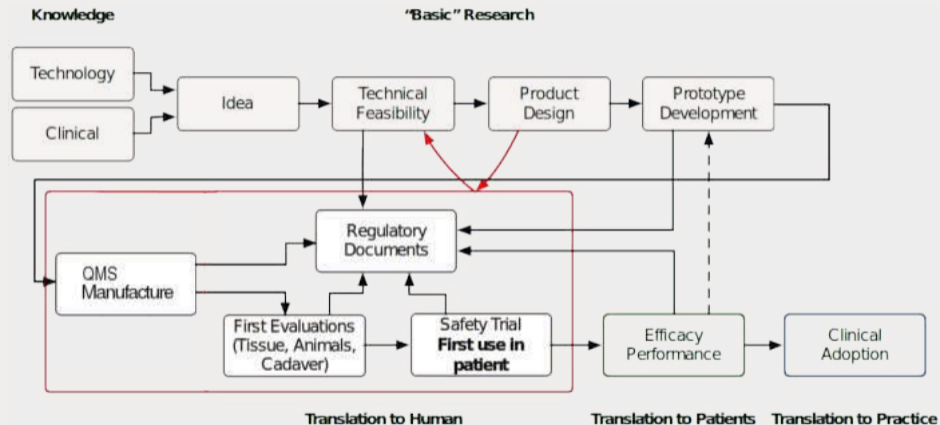 Knowledge
"Basic" Research
Technology
Clinical
Idea
Technical
Feasibility
Product
Design
Prototype
Development
Regulatory
Documents
QMS
Manufacture
First Evaluations
(Tissue, Animals,
Cadaver)
Safety Trial
First use in
patient
Efficacy
Performance
Clinical
Adoption
Translation to Human
Translation to Patients
Translation to Practice